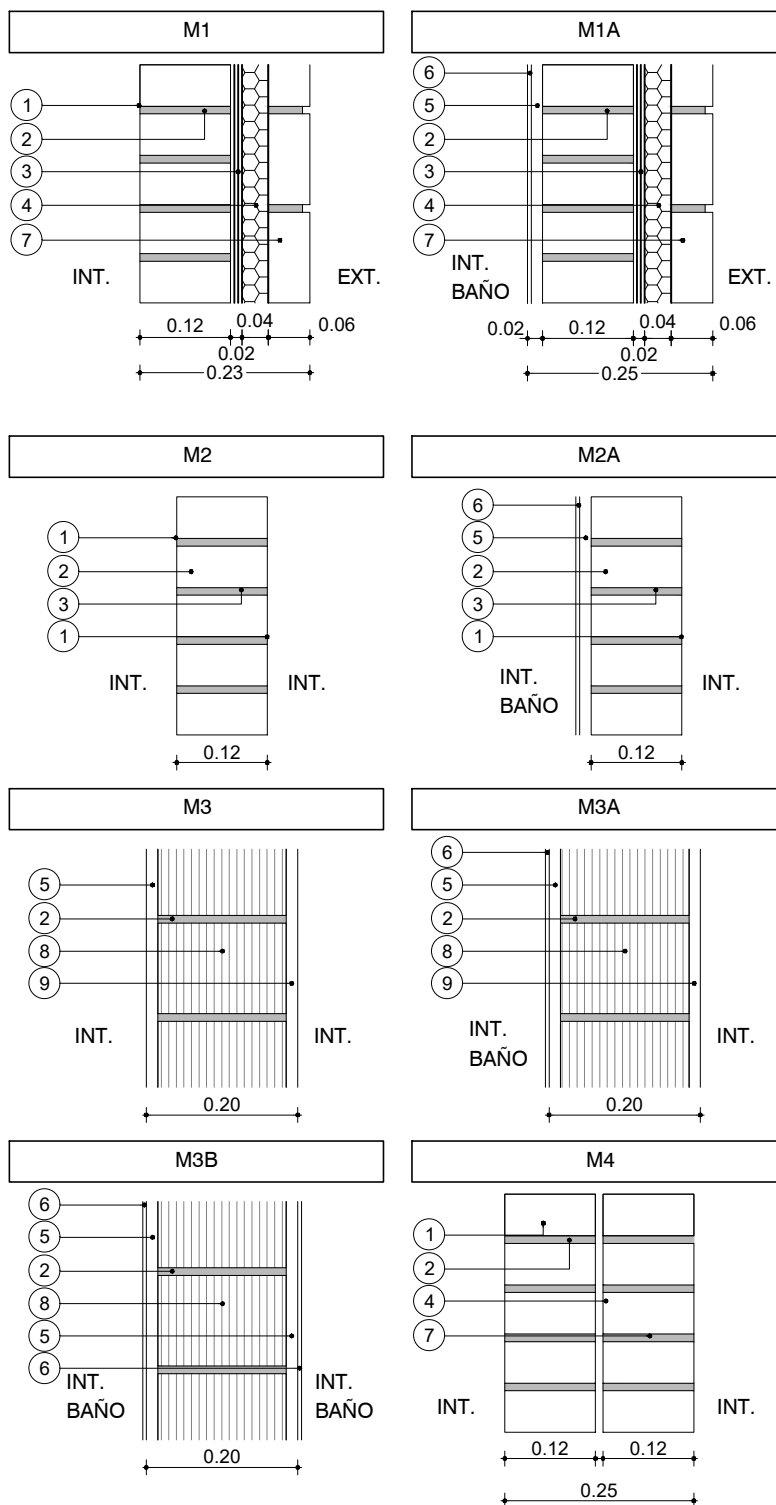 M1
1
2
3
4
7
INT.
EXT.
0.12
0.04
0.06
0.02
0.23
M1A
6
5
2
3
4
7
INT.
BAÑO
EXT.
0.02
0.12
0.04
0.06
0.02
0.25
M2
1
2
3
1
INT.
INT.
0.12
M2A
6
5
2
3
1
INT.
BAÑO
INT.
0.12
M3
5
2
8
9
INT.
INT.
0.20
M3A
6
5
2
8
9
INT.
BAÑO
INT.
0.20
M3B
6
5
2
8
5
6
INT.
BAÑO
INT.
BAÑO
0.20
M4
1
2
4
7
INT.
INT.
0.12
0.12
0.25